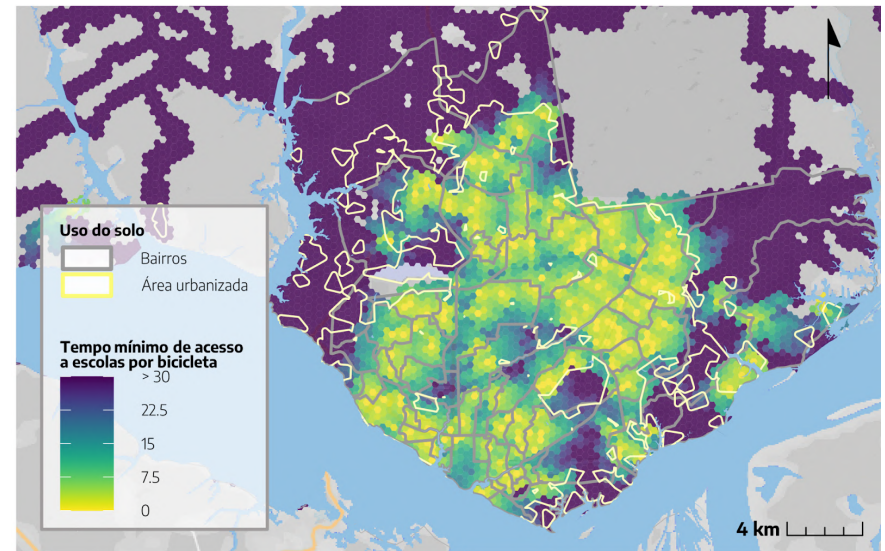 Uso do solo
Bairros
Área urbanizada
Tempo mínimo de acesso
a escolas por bicicleta
> 30
22.5
15
7.5
0
4 km